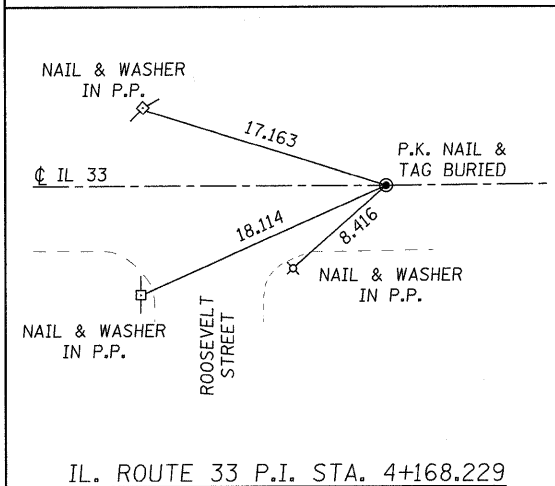 NAIL & WASHER
IN P.P.
17.163
P.K. NAIL &
TAG BURIED
℄ IL 33
18.114
8.416
NAIL & WASHER
IN P.P.
NAIL & WASHER
IN P.P.
ROOSEVELT
STREET
IL. ROUTE 33 P.I. STA. 4+168.229